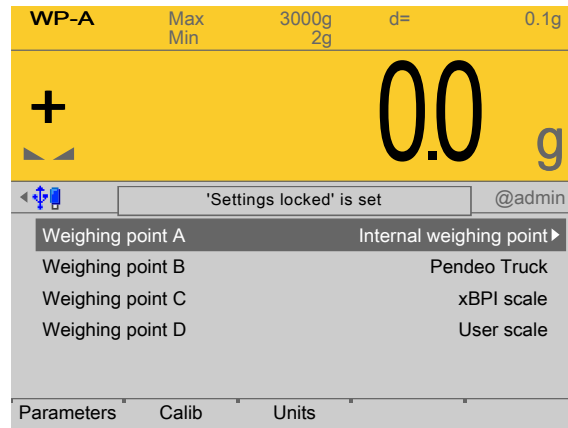 WP-A Max 3000g d= 0.1g
Min 2g
+ 0.0 g
'Settings locked' is set @admin
Weighing point A Internal weighing point
Weighing point B Pendeo Truck
Weighing point C xBPI scale
Weighing point D User scale
Parameters Calib Units